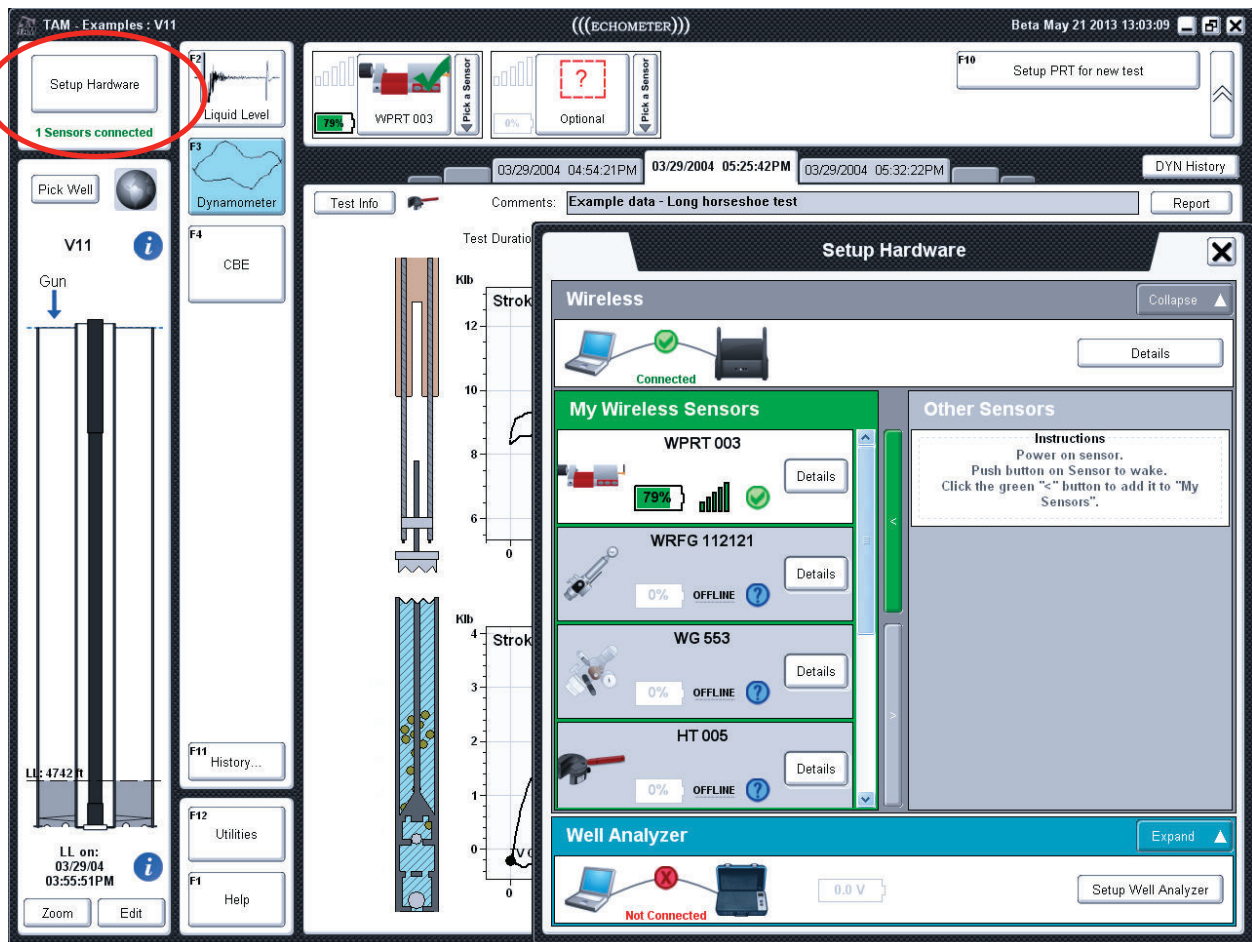 TAM - Examples : V11
(((ECHOMETER)))
Beta May 21 2013 13:03:09
Setup Hardware
1 Sensors connected
Pick Well
V11
Gun
LL: 4742 ft
LL on:
03/29/04
03:55:51PM
Zoom
Edit
F2
Liquid Level
F3
Dynamometer
F4
CBE
F11
History...
F12
Utilities
F1
Help
79%
WPRT 003
Pick a Sensor
0%
?
Optional
Pick a Sensor
F10
Setup PRT for new test
03/29/2004 04:54:21PM
03/29/2004 05:25:42PM
03/29/2004 05:32:22PM
DYN History
Test Info
Comments:
Example data - Long horseshoe test
Report
Test Duratio
Klb
Strok
12
10
8
6
0
Klb
Strok
4
3
2
1
0
0
Setup Hardware
Wireless
Collapse
Connected
Details
My Wireless Sensors
WPRT 003
79%
Details
WRFG 112121
0%
OFFLINE
?
Details
WG 553
0%
OFFLINE
?
Details
HT 005
0%
OFFLINE
?
Details
<
>
Other Sensors
Instructions
Power on sensor.
Push button on Sensor to wake.
Click the green "<" button to add it to "My
Sensors".
Well Analyzer
Expand
Not Connected
0.0 V
Setup Well Analyzer